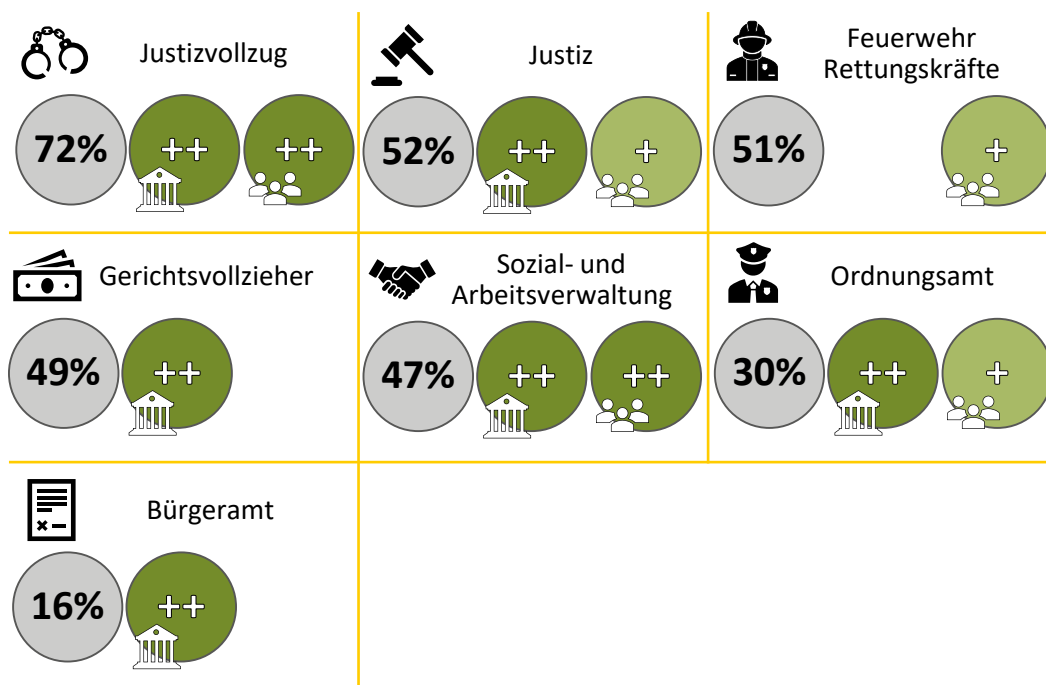 Justizvollzug
72% ++ ++
Justiz
52% ++ +
Feuerwehr
Rettungskräfte
51% +
Gerichtsvollzieher
49% ++
Sozial- und
Arbeitsverwaltung
47% ++ ++
Ordnungsamt
30% ++ +
Bürgeramt
16% ++